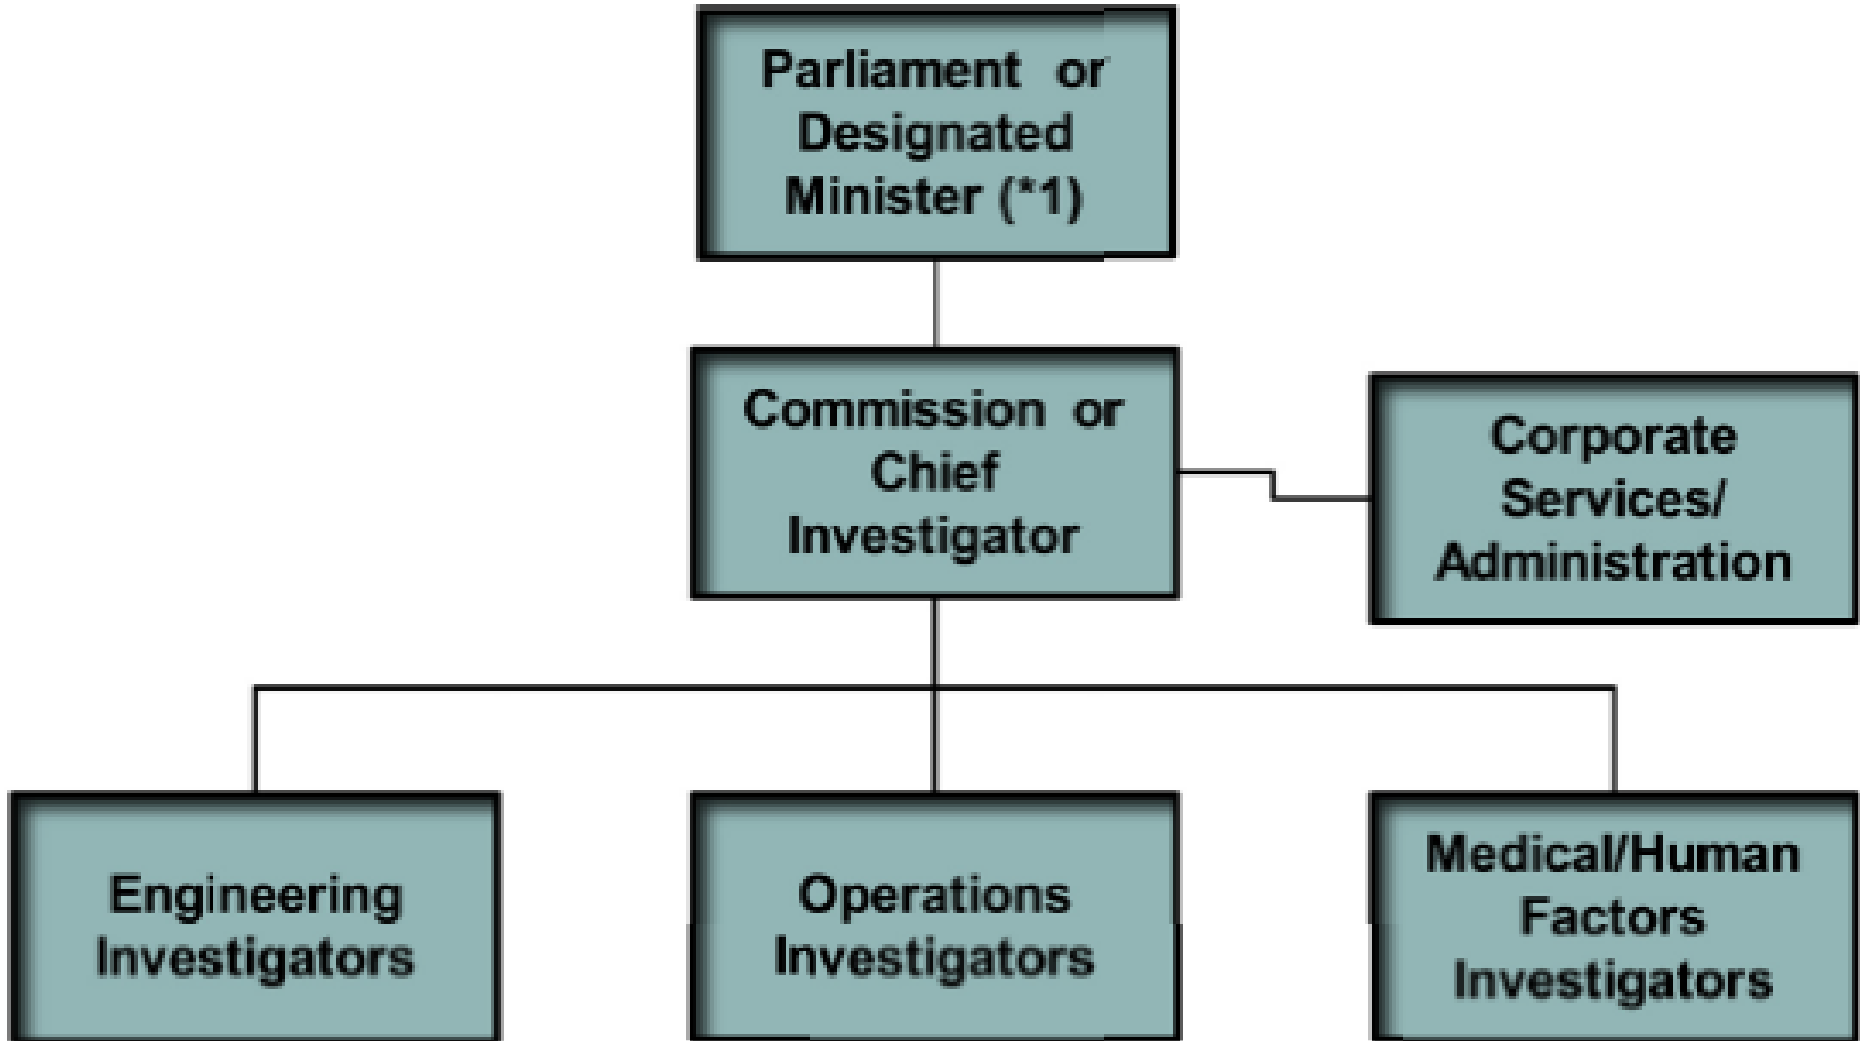 Parliament or
Designated
Minister (*1)
Commission or
Chief
Investigator
Corporate
Services/
Administration
Engineering
Investigators
Operations
Investigators
Medical/Human
Factors
Investigators